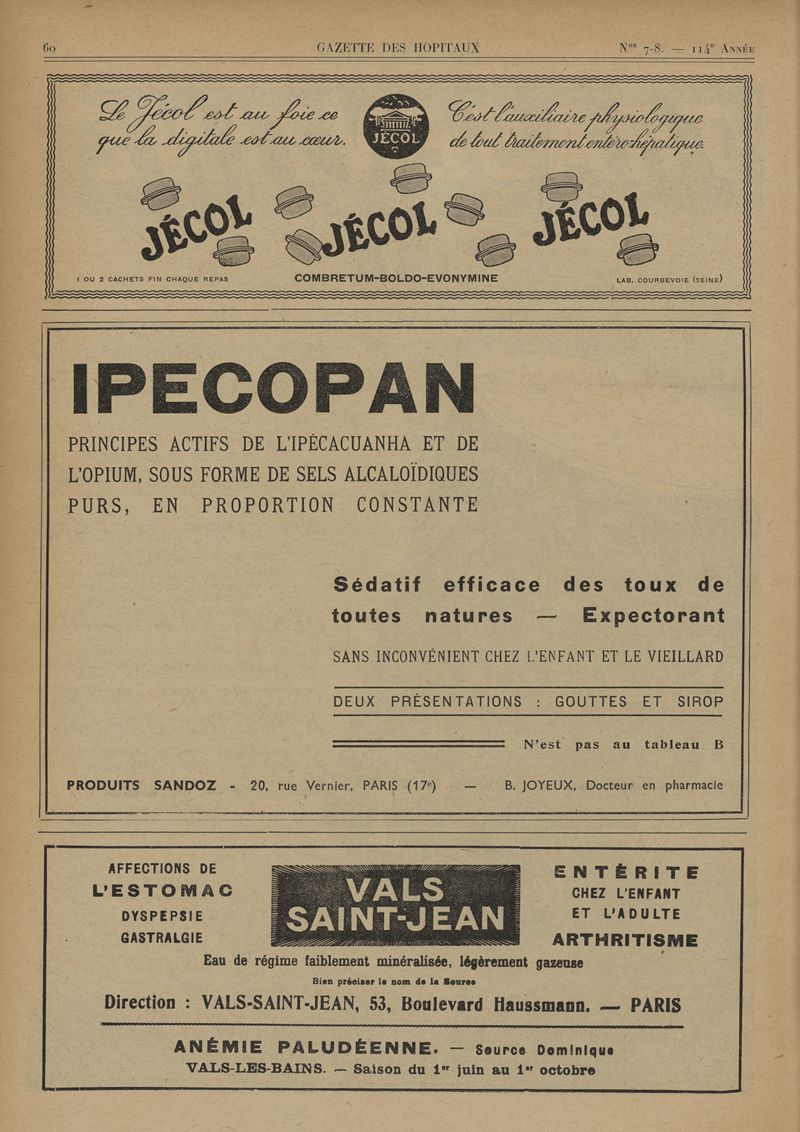 60
GAZETTE DES HOPITAUX
Nos 7-8. — 114e ANNÉE
Le Jécol est au foie ce
que la digitale est au cœur.
JÉCOL
C'est l'auxiliaire physiologique
de tout traitement entéro-hépatique.
JÉCOL
JÉCOL
JÉCOL
1 OU 2 CACHETS FIN CHAQUE REPAS
COMBRETUM-BOLDO-EVONYMINE
LAB. COURBEVOIE (SEINE)
IPECOPAN
PRINCIPES ACTIFS DE L'IPÉCACUANHA ET DE
L'OPIUM, SOUS FORME DE SELS ALCALOÏDIQUES
PURS, EN PROPORTION CONSTANTE
Sédatif efficace des toux de
toutes natures — Expectorant
SANS INCONVÉNIENT CHEZ L'ENFANT ET LE VIEILLARD
DEUX PRÉSENTATIONS : GOUTTES ET SIROP
N'est pas au tableau B
PRODUITS SANDOZ - 20, rue Vernier, PARIS (17e) — B. JOYEUX, Docteur en pharmacie
AFFECTIONS DE
L'ESTOMAC
DYSPEPSIE
GASTRALGIE
VALS
SAINT-JEAN
ENTÉRITE
CHEZ L'ENFANT
ET L'ADULTE
ARTHRITISME
Eau de régime faiblement minéralisée, légèrement gazeuse
Bien préciser le nom de la Source
Direction : VALS-SAINT-JEAN, 53, Boulevard Haussmann. — PARIS
ANÉMIE PALUDÉENNE. — Source Dominique
VALS-LES-BAINS. — Saison du 1er juin au 1er octobre